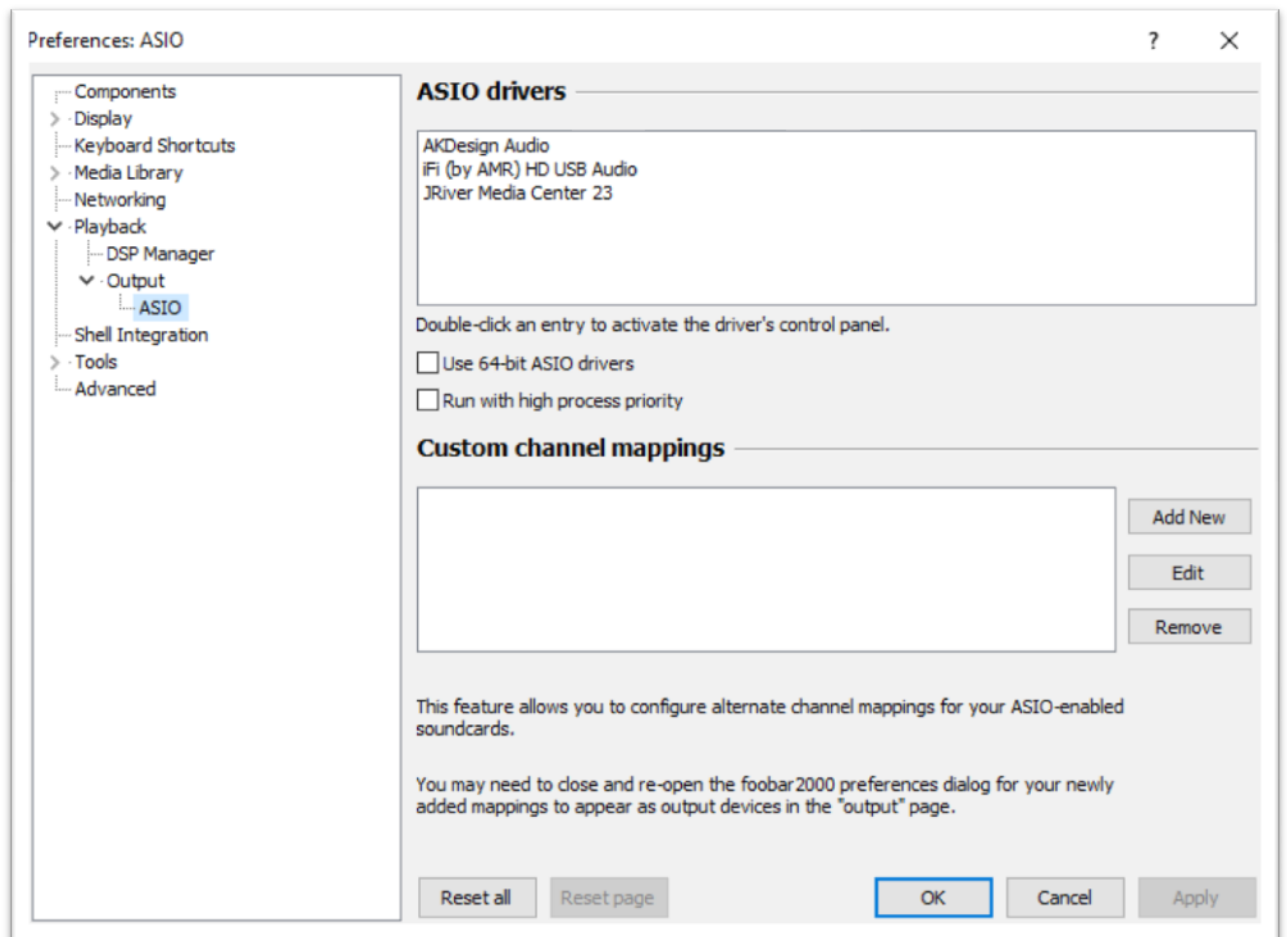 Preferences: ASIO
?
Components
Display
Keyboard Shortcuts
Media Library
Networking
Playback
DSP Manager
Output
ASIO
Shell Integration
Tools
Advanced
ASIO drivers
AKDesign Audio
iFi (by AMR) HD USB Audio
JRiver Media Center 23
Double-click an entry to activate the driver's control panel.
Use 64-bit ASIO drivers
Run with high process priority
Custom channel mappings
Add New
Edit
Remove
This feature allows you to configure alternate channel mappings for your ASIO-enabled
soundcards.
You may need to close and re-open the foobar2000 preferences dialog for your newly
added mappings to appear as output devices in the "output" page.
Reset all
Reset page
OK
Cancel
Apply